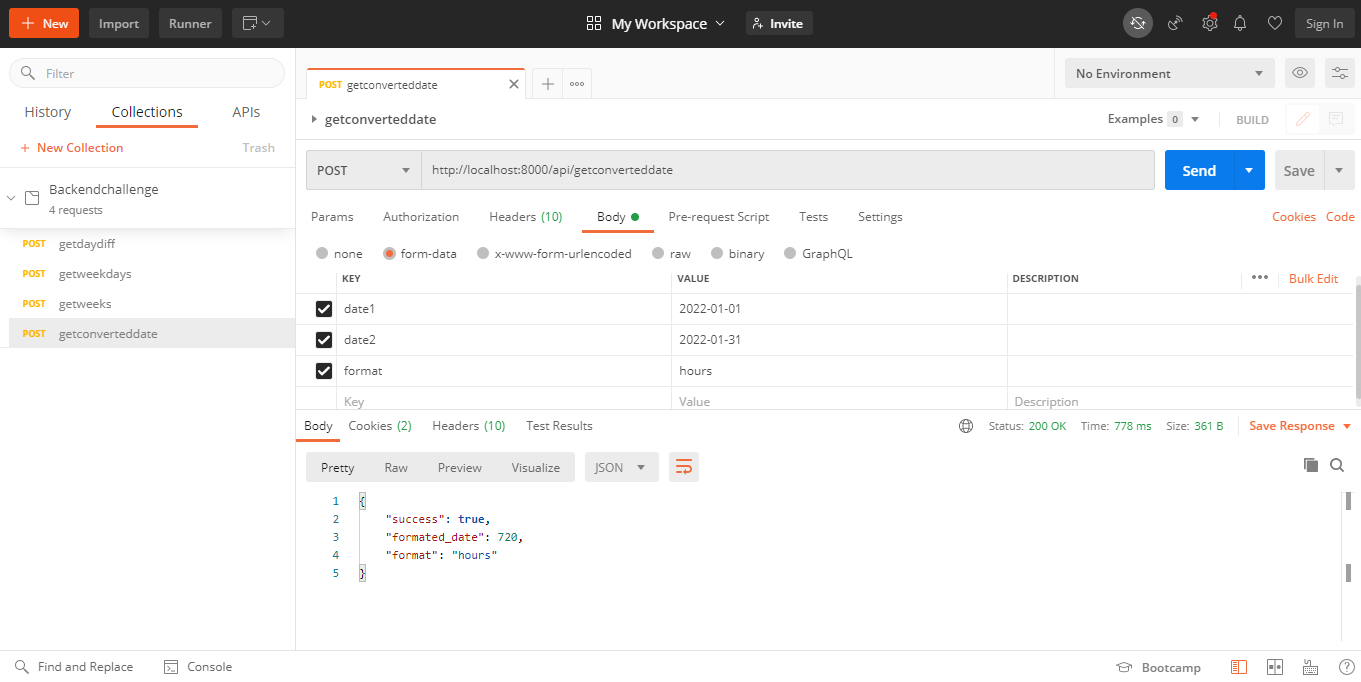 New Import Runner My Workspace Invite Sign In
Filter
History Collections APIs
+ New Collection Trash
Backendchallenge
4 requests
POST getdaydiff
POST getweekdays
POST getweeks
POST getconverteddate
POST getconverteddate
No Environment
getconverteddate
Examples 0 BUILD
POST http://localhost:8000/api/getconverteddate Send Save
Params Authorization Headers (10) Body Pre-request Script Tests Settings Cookies Code
none form-data x-www-form-urlencoded raw binary GraphQL
KEY VALUE DESCRIPTION Bulk Edit
date1 2022-01-01
date2 2022-01-31
format hours
Key Value Description
Body Cookies (2) Headers (10) Test Results Status: 200 OK Time: 778 ms Size: 361 B Save Response
Pretty Raw Preview Visualize JSON
1 {
2 "success": true,
3 "formated_date": 720,
4 "format": "hours"
5 }
Find and Replace Console Bootcamp